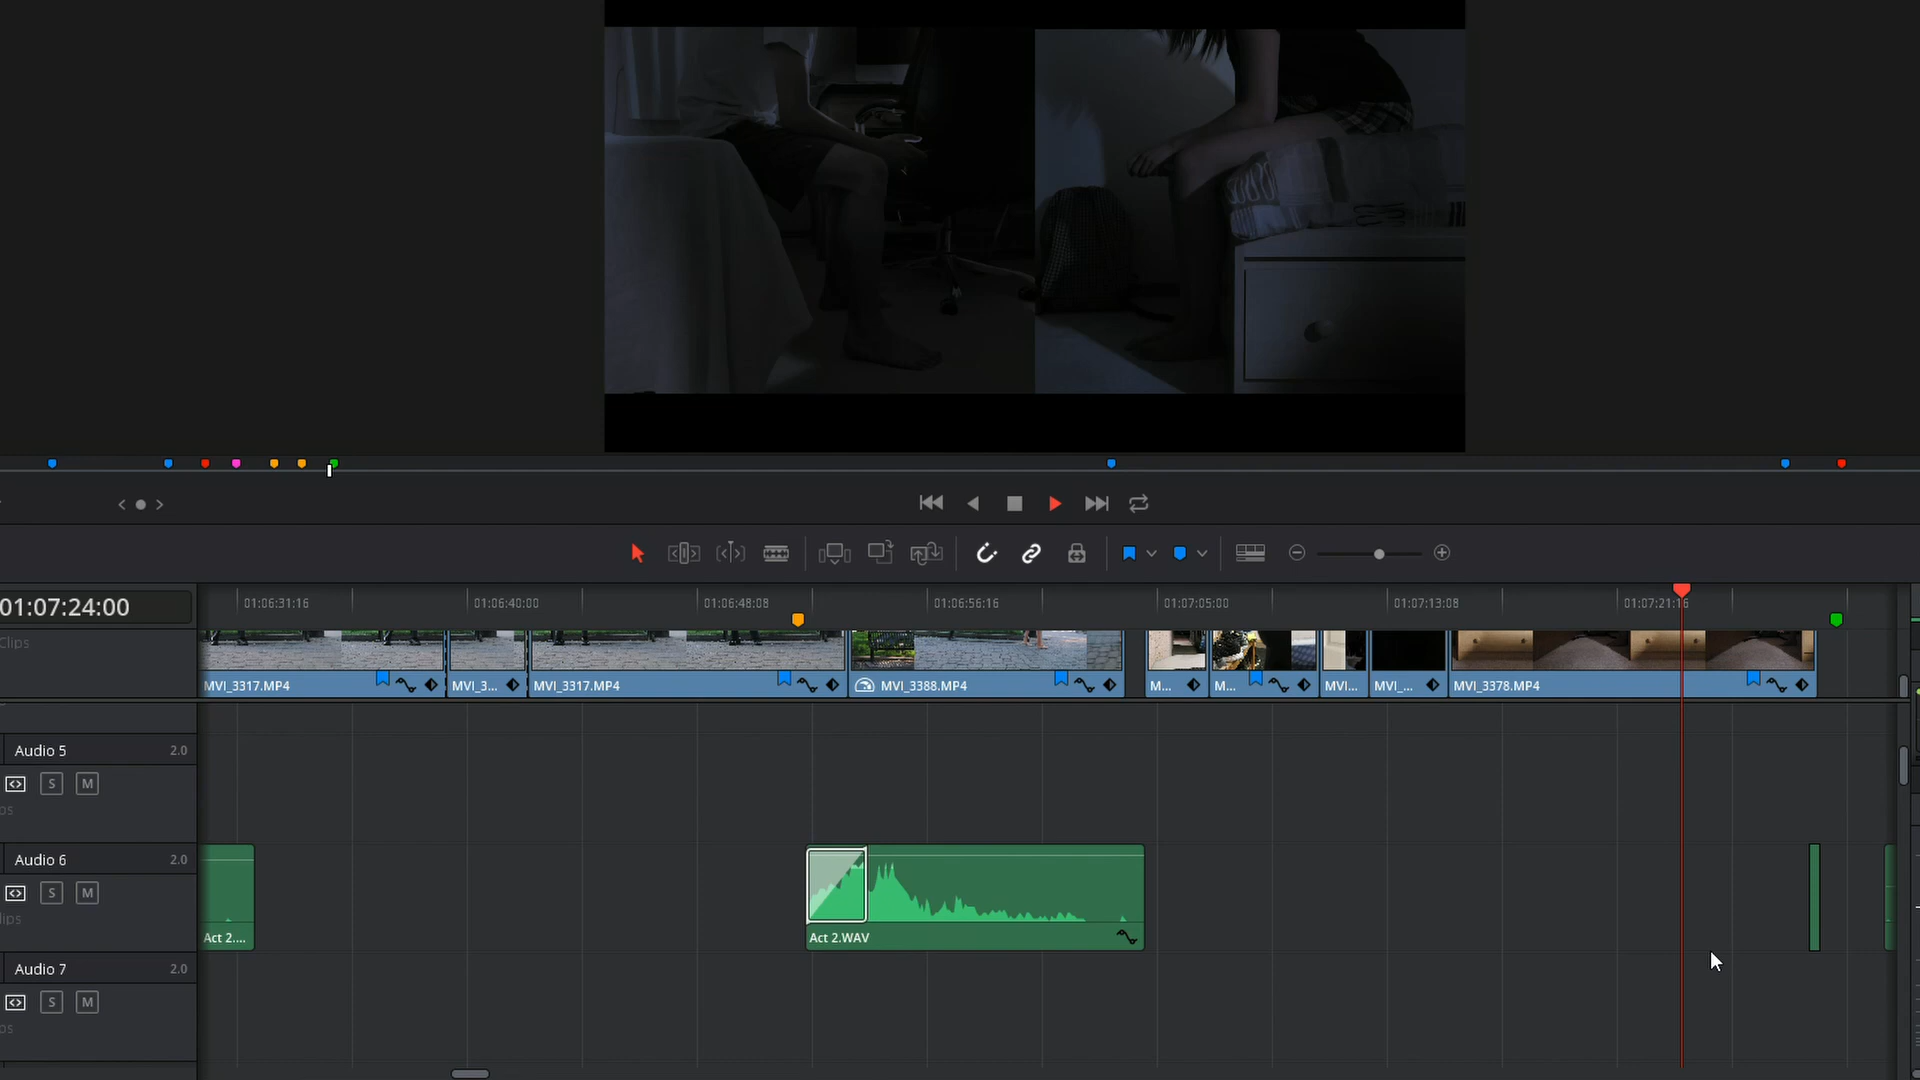 01:07:24:00
01:06:31:16 01:06:40:00 01:06:48:08 01:06:56:16 01:07:05:00 01:07:13:08 01:07:21:16
Clips
MVI_3317.MP4 MVI_3... MVI_3317.MP4 MVI_3388.MP4 M... M... MVI... MVI_... MVI_3378.MP4
Audio 5 2.0
S M
ps
Audio 6 2.0
S M
lips
Act 2.... Act 2.WAV
Audio 7 2.0
S M
ps